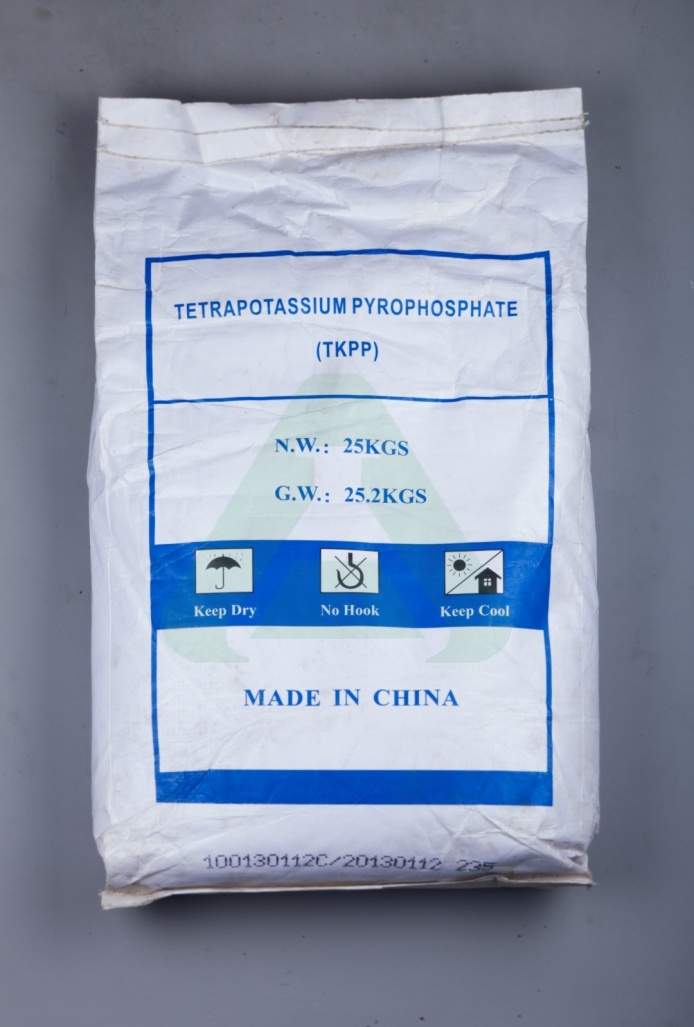 TETRAPOTASSIUM PYROPHOSPHATE
(TKPP)
N.W.: 25KGS
G.W.: 25.2KGS
Keep Dry No Hook Keep Cool
MADE IN CHINA
100130112C/20130112 235